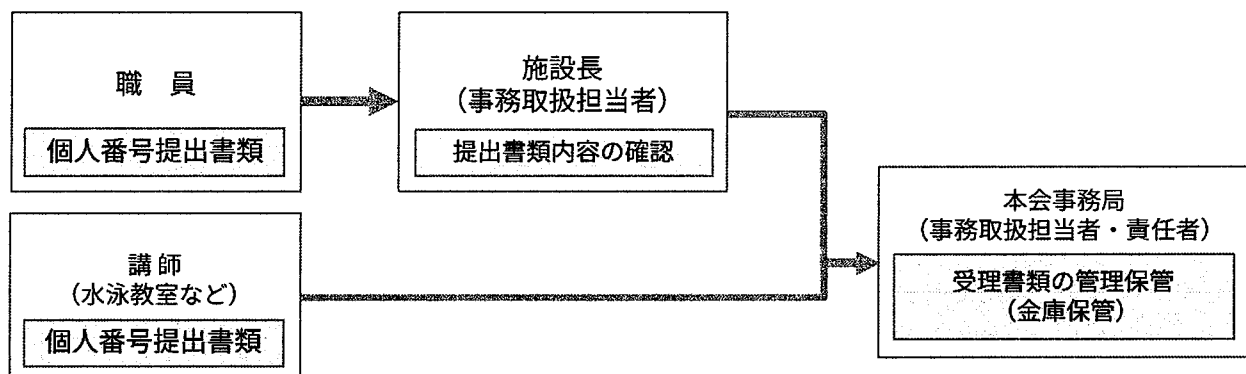 職　員
個人番号提出書類
施設長
（事務取扱担当者）
提出書類内容の確認
講師
（水泳教室など）
個人番号提出書類
本会事務局
（事務取扱担当者・責任者）
受理書類の管理保管
（金庫保管）